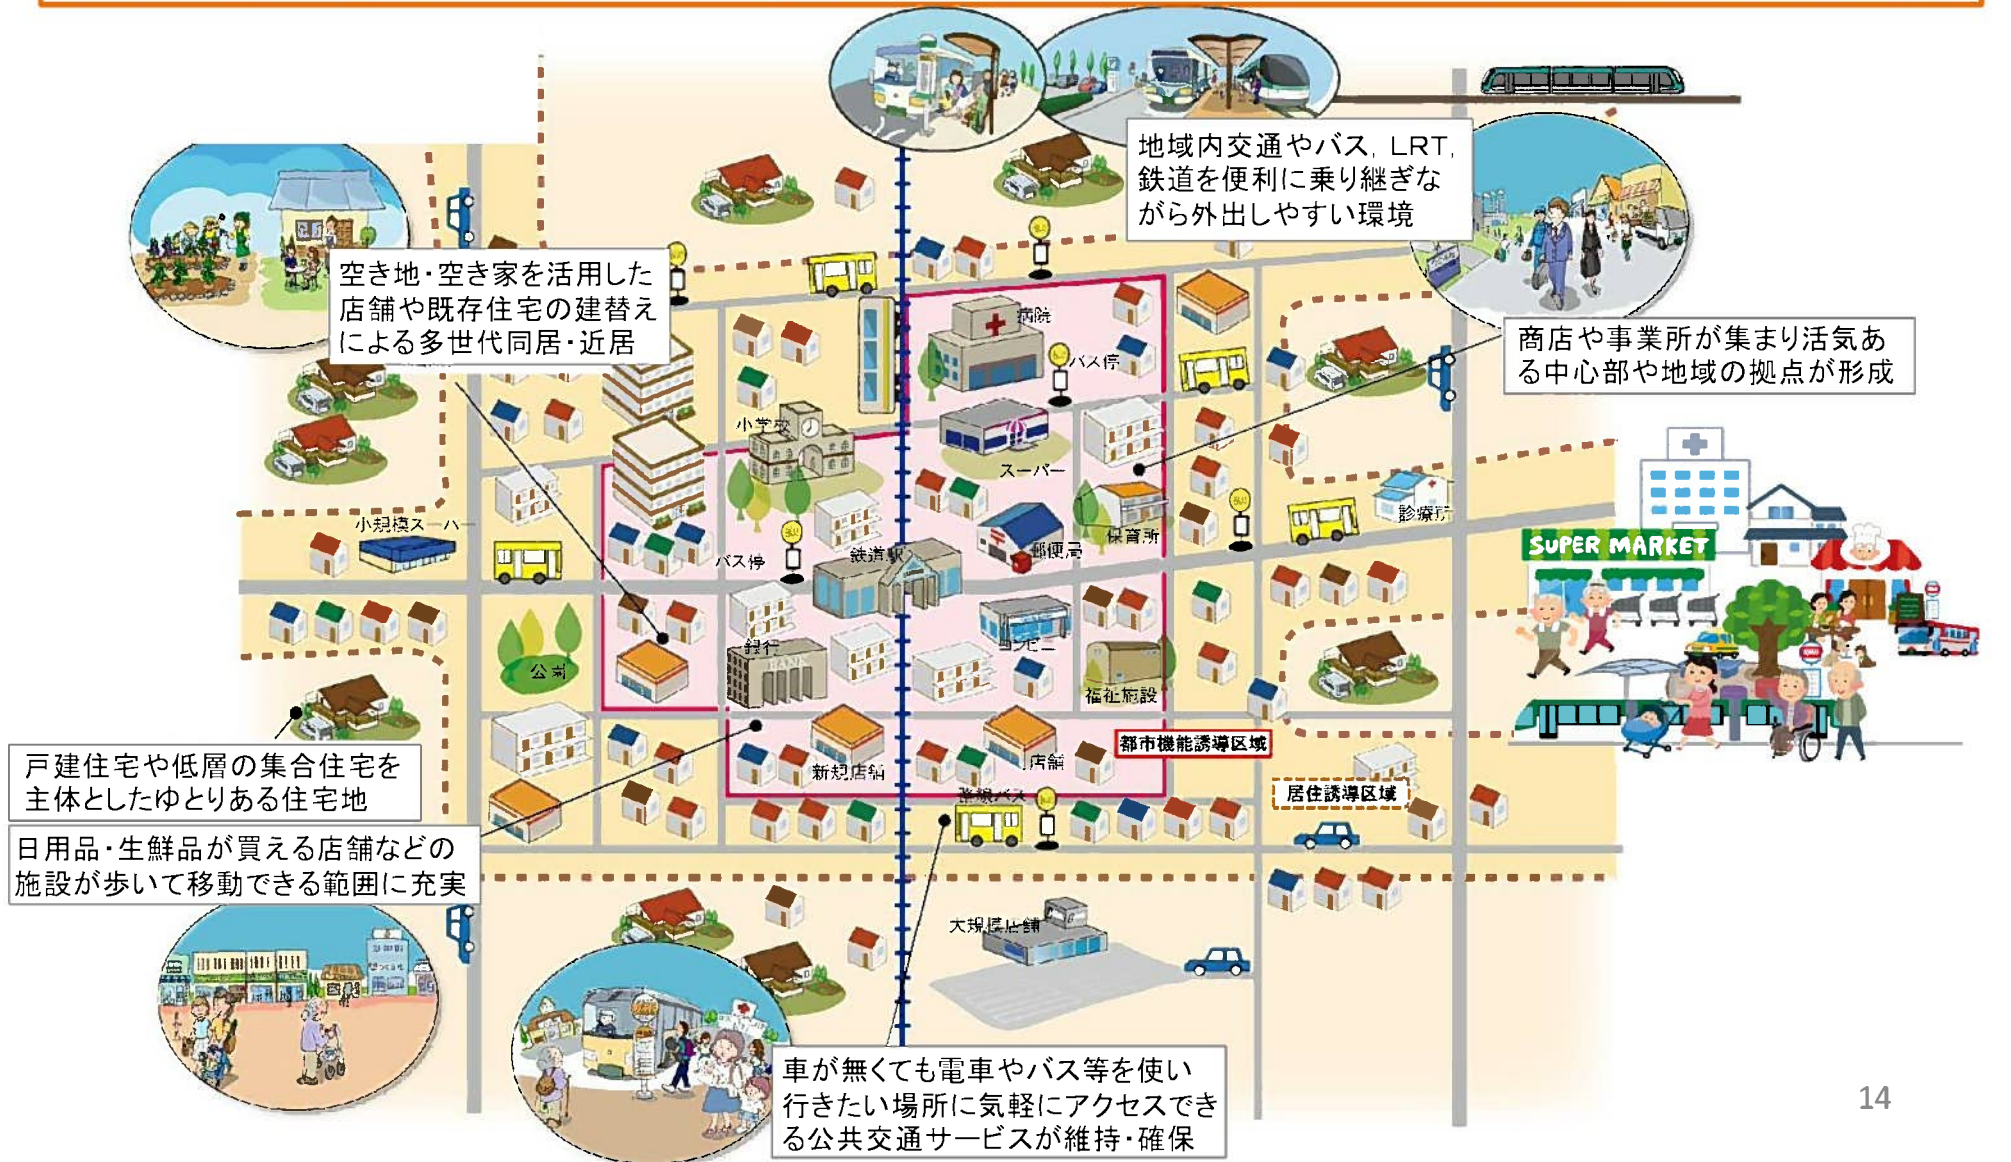 地域内交通やバス, LRT,
鉄道を便利に乗り継ぎな
がら外出しやすい環境
空き地・空き家を活用した
店舗や既存住宅の建替え
による多世代同居・近居
商店や事業所が集まり活気あ
る中心部や地域の拠点が形成
病院
バス停
小学校
スーパー
小規模スーパー
保育所
診療所
郵便局
鉄道駅
バス停
SUPER MARKET
銀行
BANK
コンビニ
公園
福祉施設
都市機能誘導区域
新規店舗
店舗
居住誘導区域
路線バス
戸建住宅や低層の集合住宅を
主体としたゆとりある住宅地
日用品・生鮮品が買える店舗などの
施設が歩いて移動できる範囲に充実
大規模店舗
車が無くても電車やバス等を使い
行きたい場所に気軽にアクセスでき
る公共交通サービスが維持・確保
14